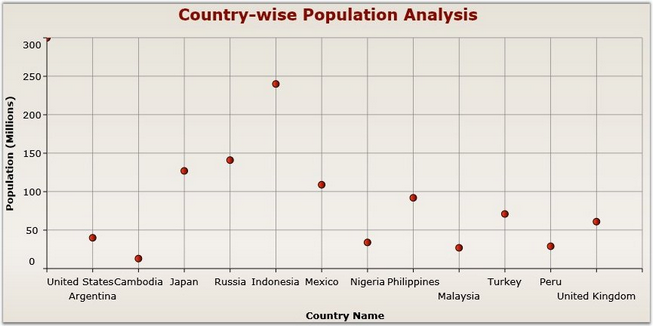 Country-wise Population Analysis
300
250
200
150
100
50
0
Population (Millions)
United States Cambodia Japan Russia Indonesia Mexico Nigeria Philippines Turkey Peru
Argentina Malaysia United Kingdom
Country Name